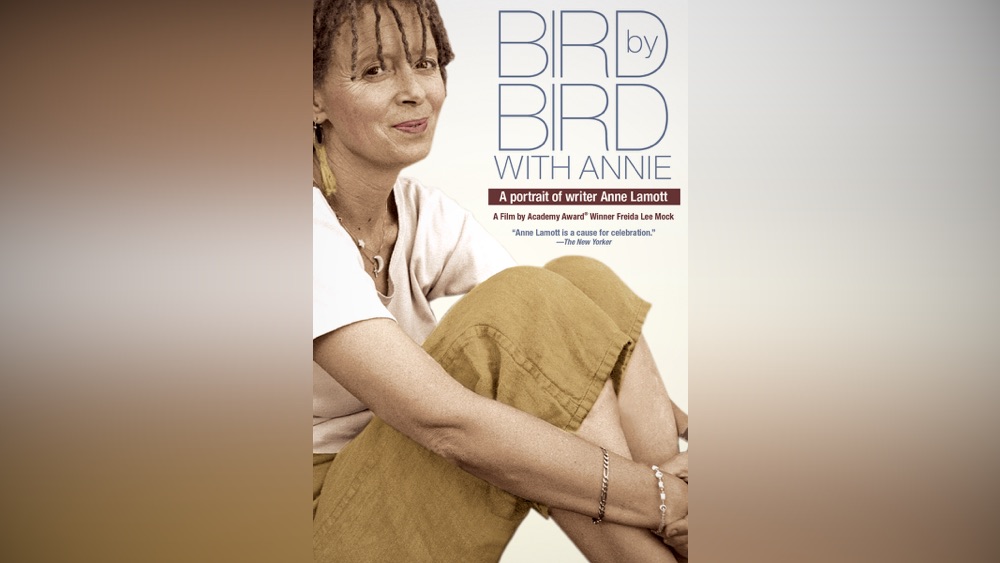 BIRD
by
BIRD
WITH ANNIE
A portrait of writer Anne Lamott
A Film by Academy Award® Winner Freida Lee Mock
“Anne Lamott is a cause for celebration.”
—The New Yorker